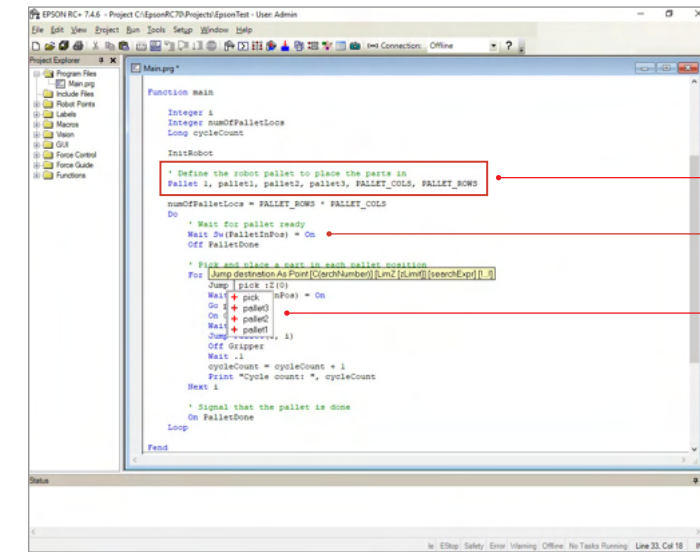 EPSON RC+ 7.4.6 - Project C:\EpsonRC70\Projects\EpsonTest - User: Admin
File Edit View Project Run Tools Setup Window Help
Connection: Offline
Project Explorer
Program Files
Main.prg
Include Files
Robot Points
Labels
Macros
Vision
GUI
Force Control
Force Guide
Functions
Main.prg *
Function main
Integer i
Integer numOfPalletLocs
Long cycleCount
InitRobot
' Define the robot pallet to place the parts in
Pallet 1, pallet1, pallet2, pallet3, PALLET_COLS, PALLET_ROWS
numOfPalletLocs = PALLET_ROWS * PALLET_COLS
Do
' Wait for pallet ready
Wait Sw(PalletInPos) = On
Off PalletDone
' Pick and place a part in each pallet position
For
Jump destination As Point [C(archNumber)] [LimZ [zLimit]] [searchExpr] [!...!]
Jump pick :Z(0)
Wait nPos) = On
Go
On
Wait
pick
pallet3
pallet2
pallet1
Jump , i)
Off Gripper
Wait .1
cycleCount = cycleCount + 1
Print "Cycle count: ", cycleCount
Next i
' Signal that the pallet is done
On PalletDone
Loop
Fend
Status
EStop Safety Error Warning Offline No Tasks Running Line 33, Col 18